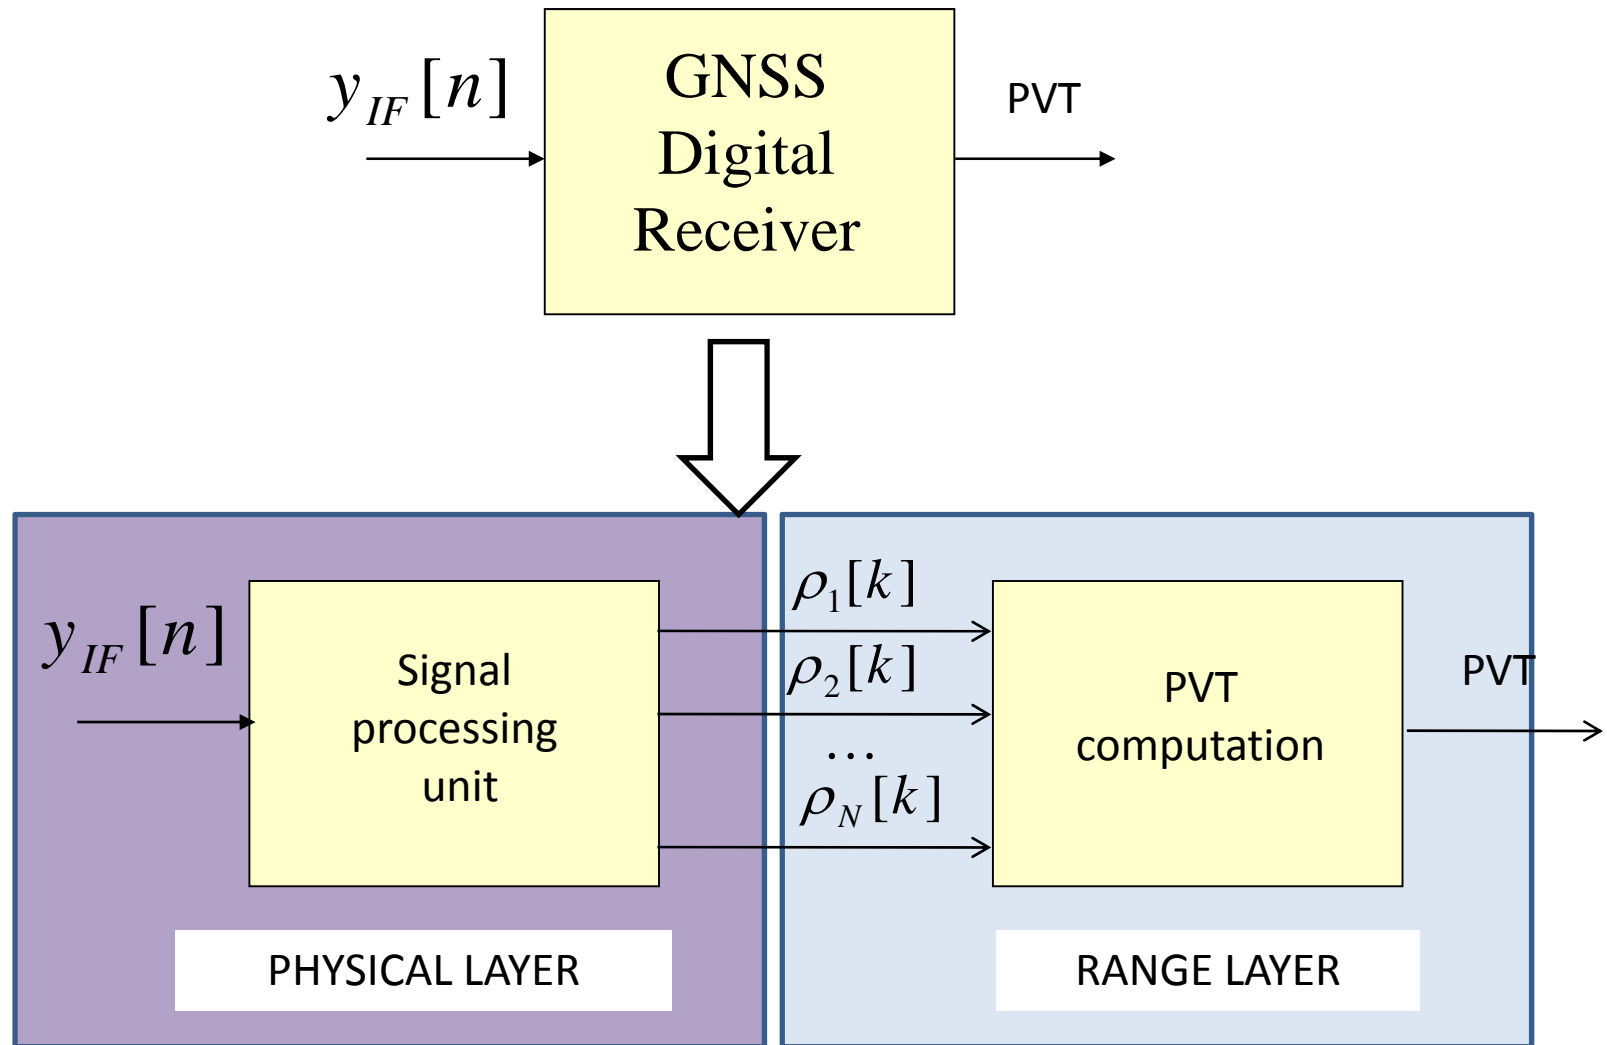 y_IF[n]
GNSS
Digital
Receiver
PVT
y_IF[n]
Signal
processing
unit
ρ_1[k]
ρ_2[k]
...
ρ_N[k]
PVT
computation
PVT
PHYSICAL LAYER
RANGE LAYER